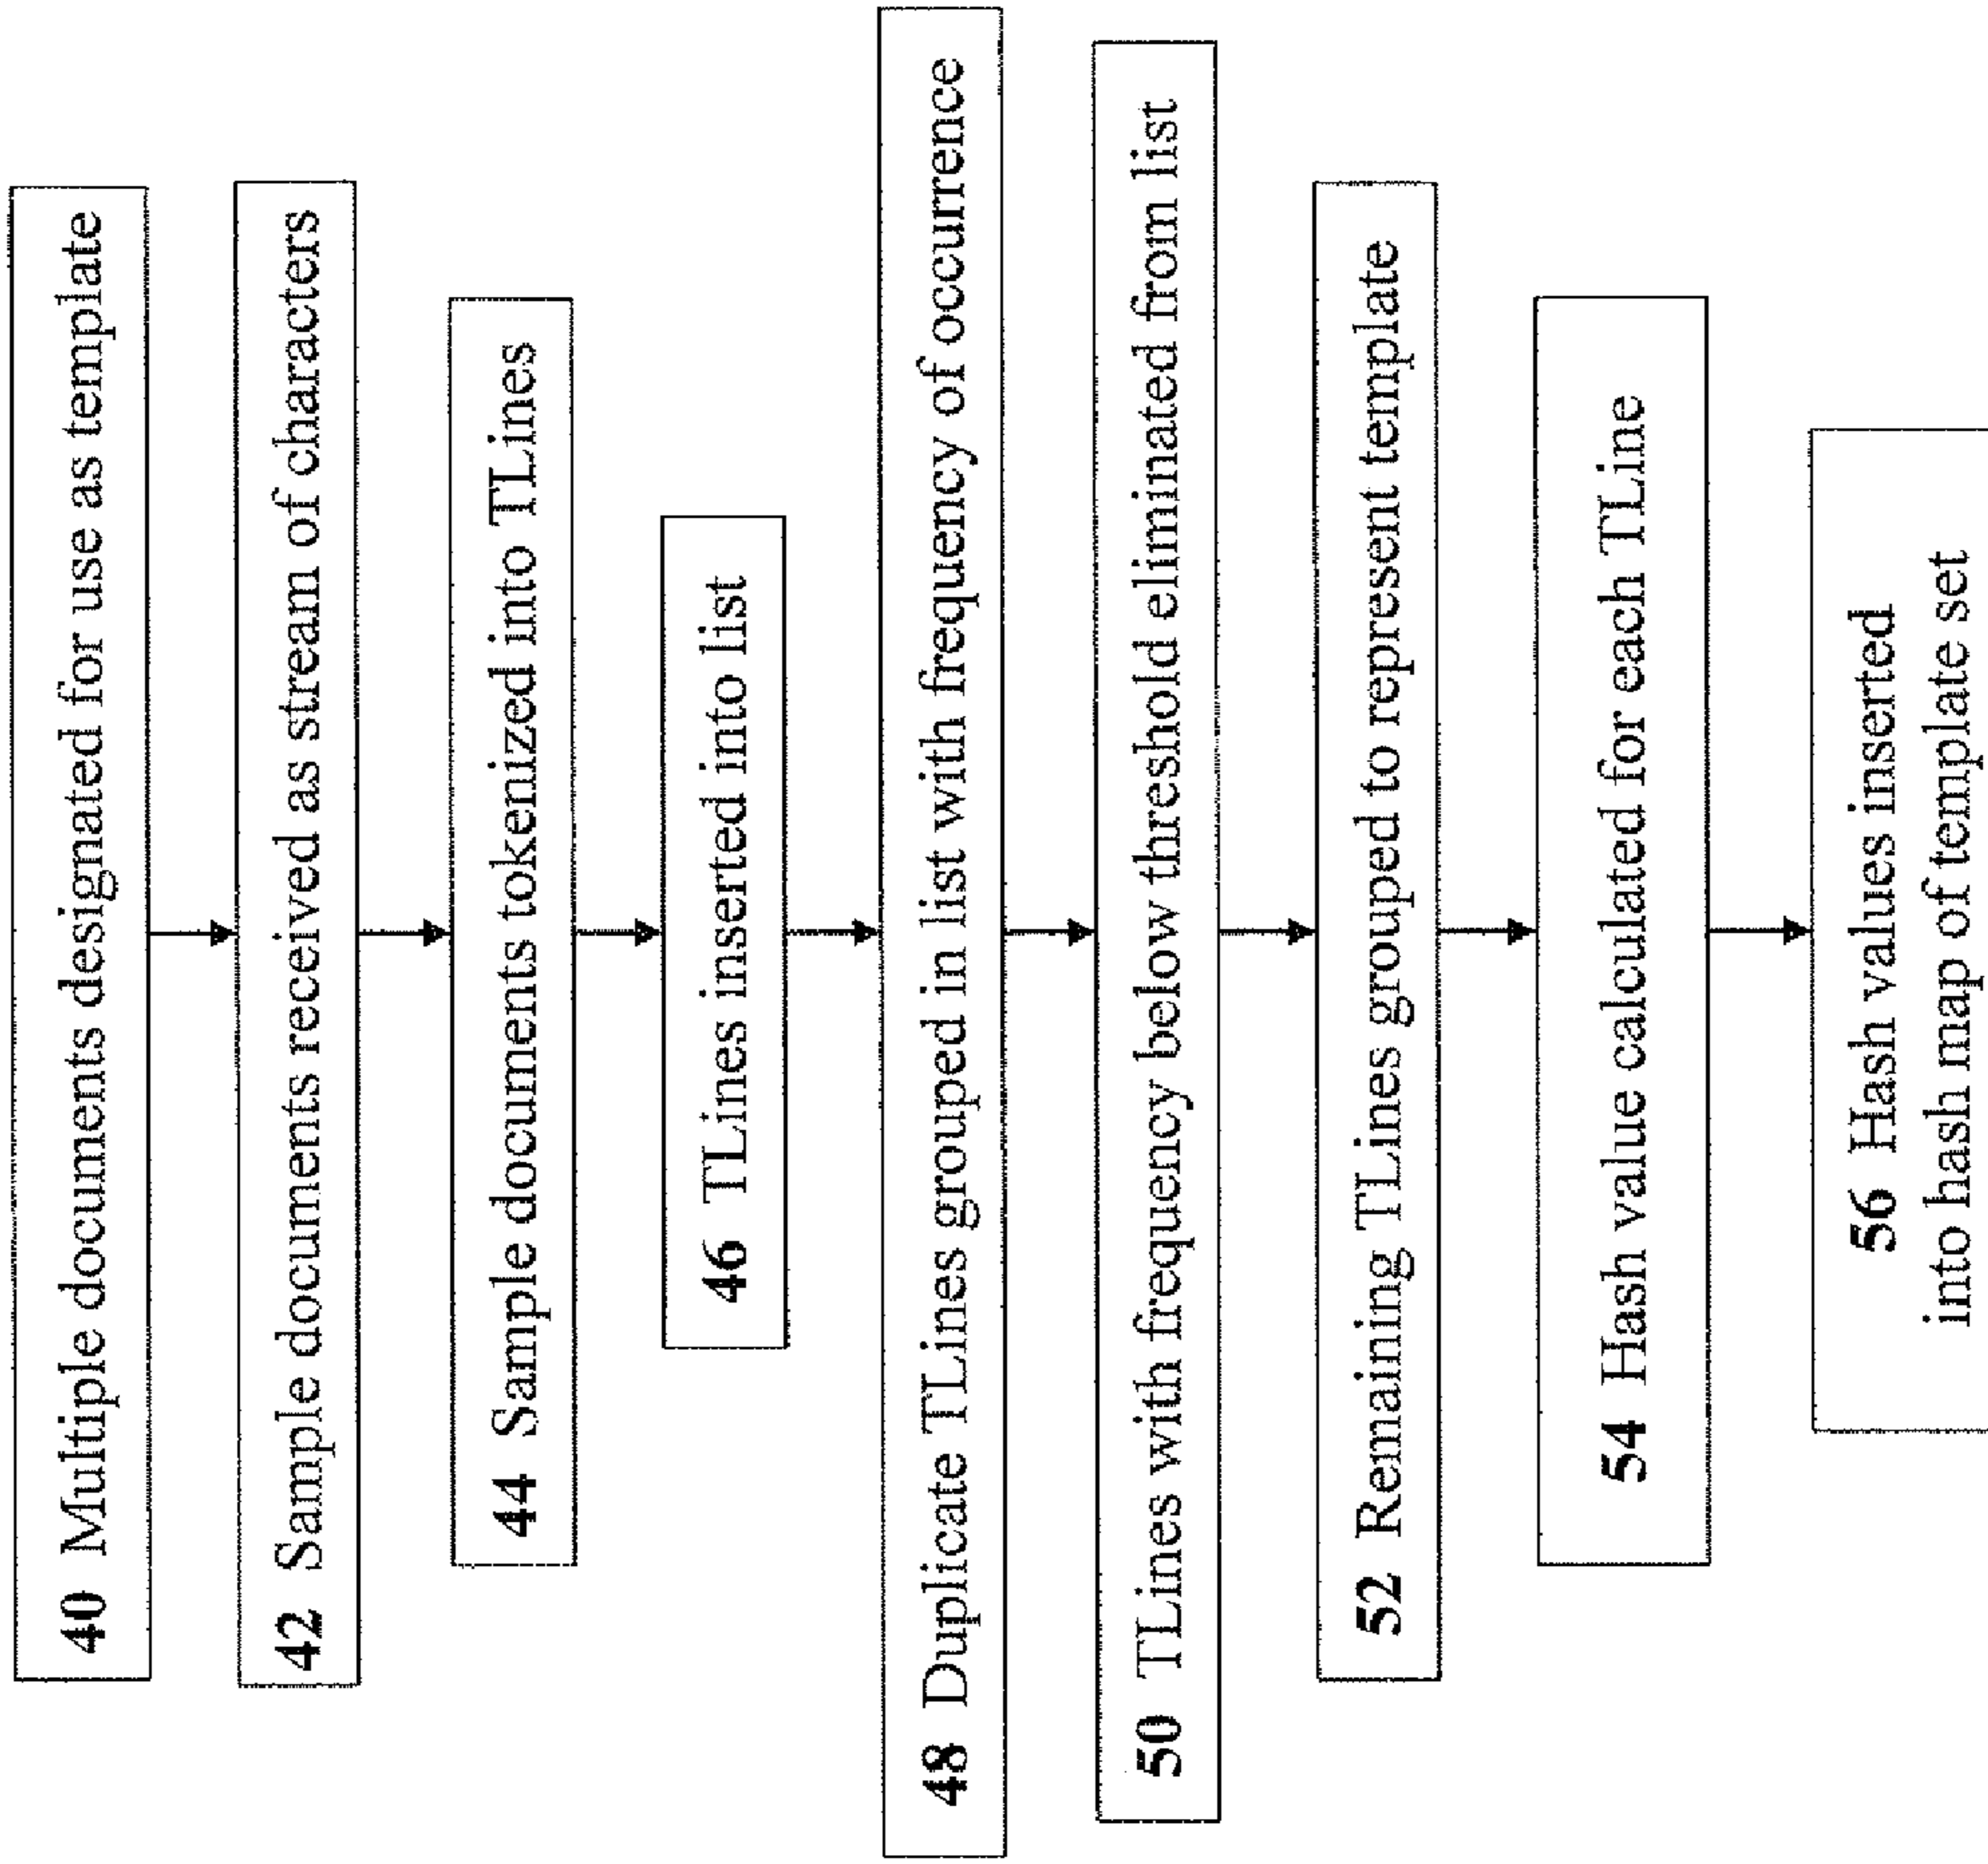 40 Multiple documents designated for use as template
42 Sample documents received as stream of characters
44 Sample documents tokenized into TLines
46 TLines inserted into list
48 Duplicate TLines grouped in list with frequency of occurrence
50 TLines with frequency below threshold eliminated from list
52 Remaining TLines grouped to represent template
54 Hash value calculated for each TLine
56 Hash values inserted
into hash map of template set